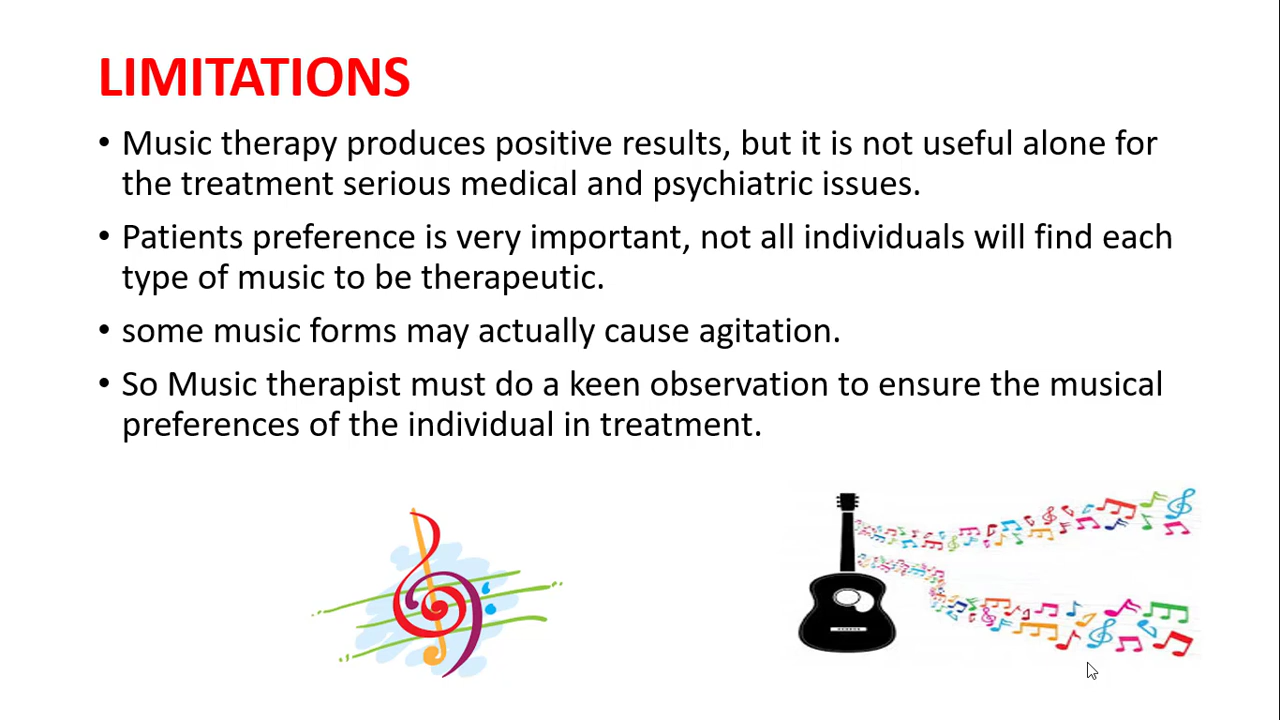 LIMITATIONS
• Music therapy produces positive results, but it is not useful alone for
the treatment serious medical and psychiatric issues.
• Patients preference is very important, not all individuals will find each
type of music to be therapeutic.
• some music forms may actually cause agitation.
• So Music therapist must do a keen observation to ensure the musical
preferences of the individual in treatment.